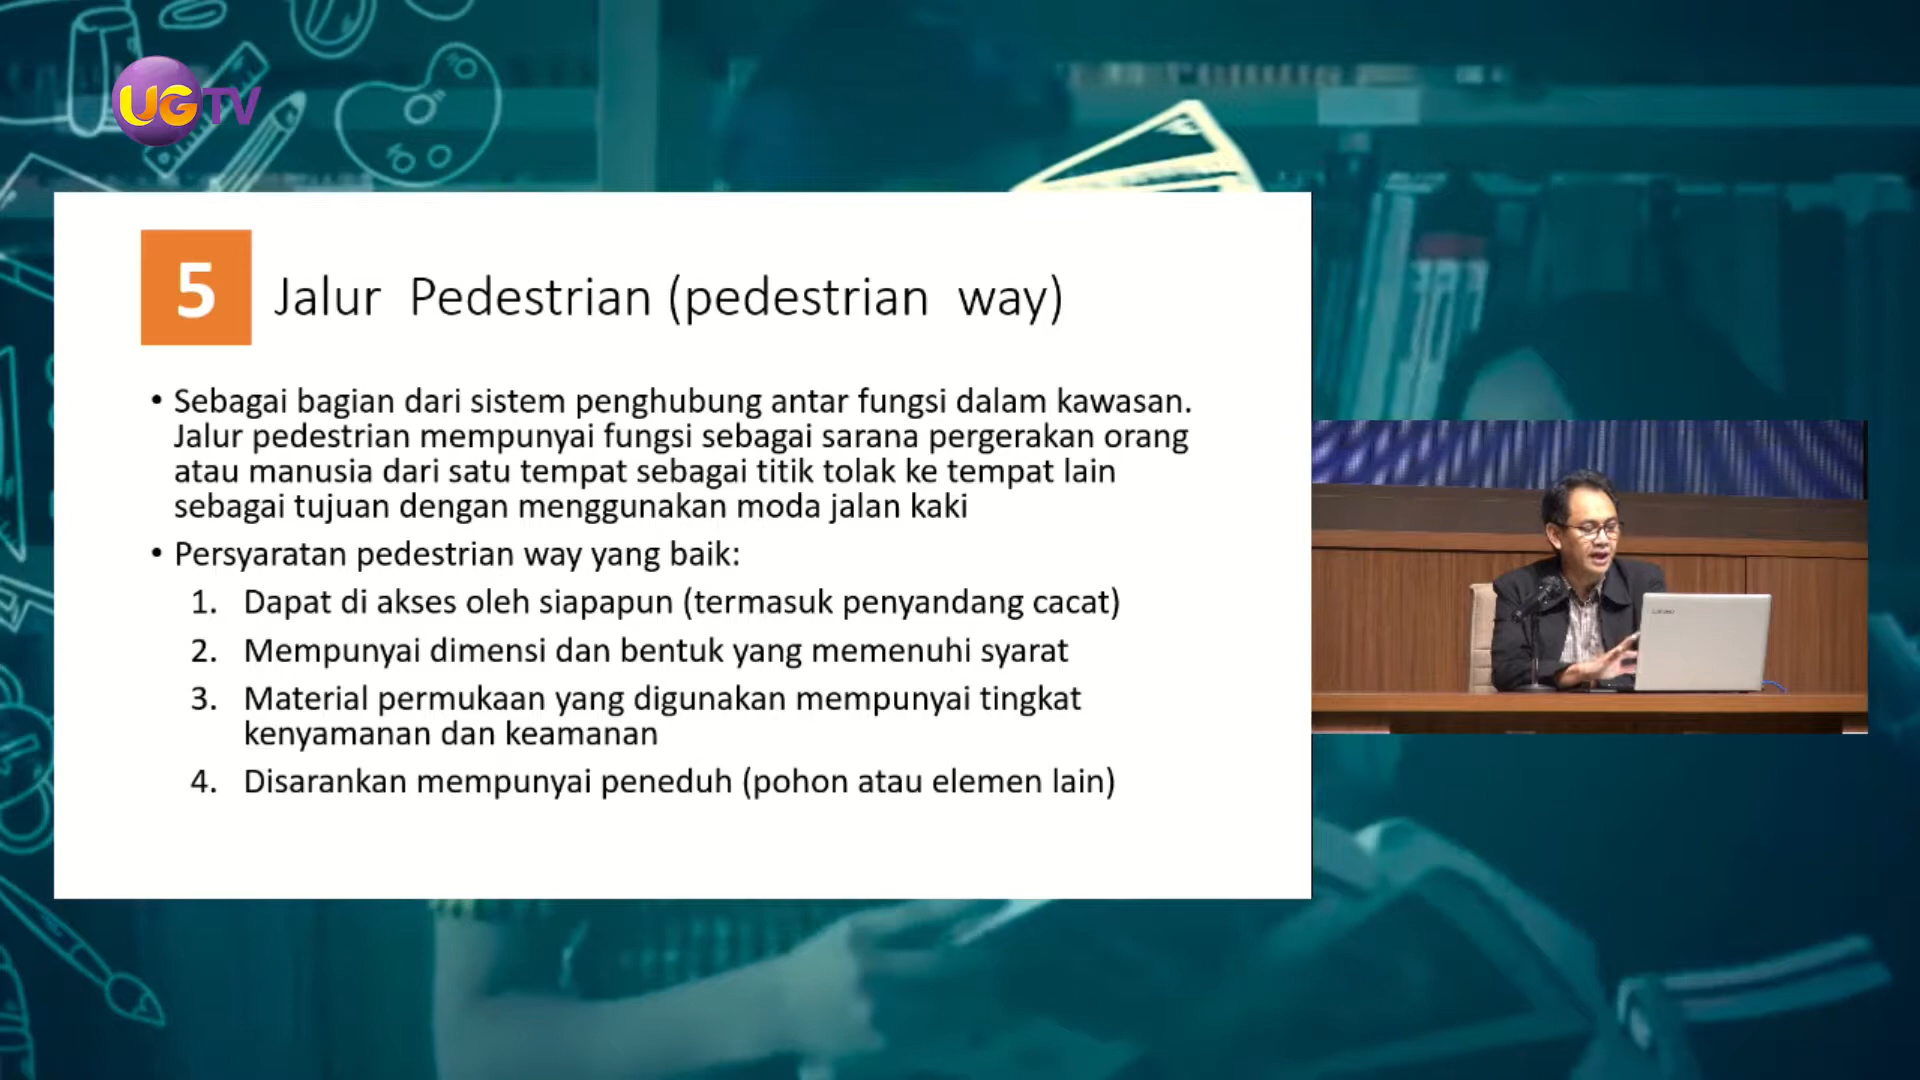 UGTV
5
Jalur Pedestrian (pedestrian way)
• Sebagai bagian dari sistem penghubung antar fungsi dalam kawasan.
Jalur pedestrian mempunyai fungsi sebagai sarana pergerakan orang
atau manusia dari satu tempat sebagai titik tolak ke tempat lain
sebagai tujuan dengan menggunakan moda jalan kaki
• Persyaratan pedestrian way yang baik:
1. Dapat di akses oleh siapapun (termasuk penyandang cacat)
2. Mempunyai dimensi dan bentuk yang memenuhi syarat
3. Material permukaan yang digunakan mempunyai tingkat
kenyamanan dan keamanan
4. Disarankan mempunyai peneduh (pohon atau elemen lain)